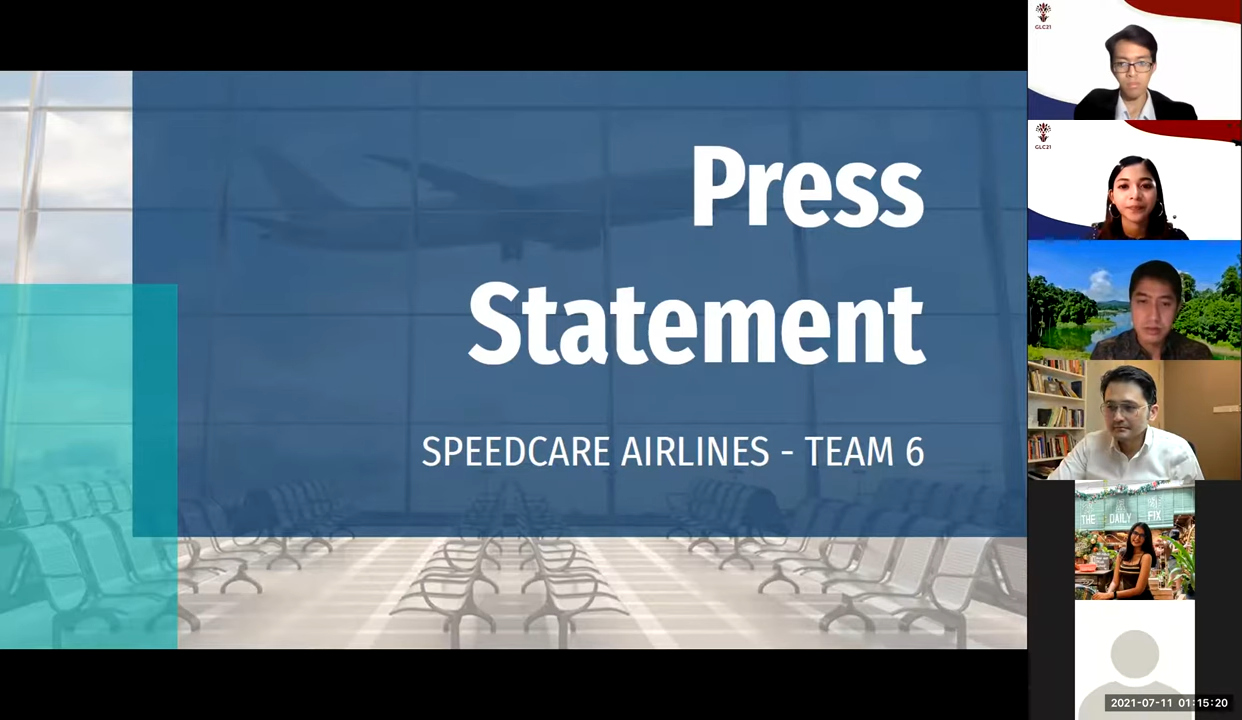 Press
Statement
SPEEDCARE AIRLINES - TEAM 6
GLC21
GLC21
THE DAILY FIX
2021-07-11 01:15:20